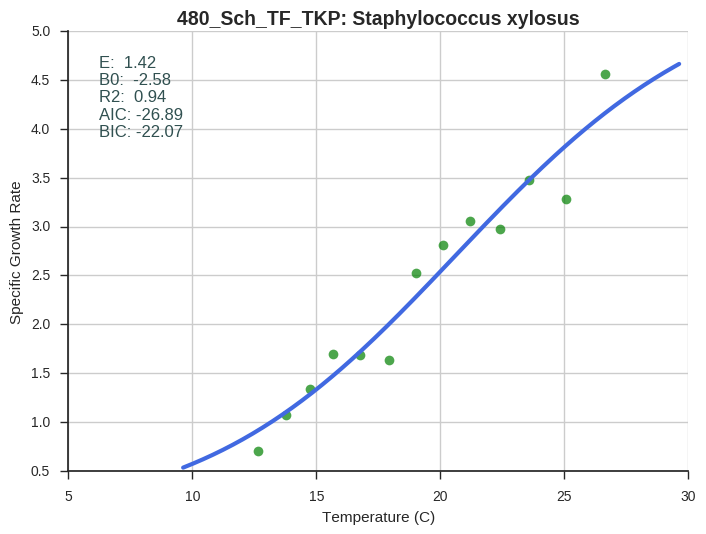 480_Sch_TF_TKP: Staphylococcus xylosus
E:  1.42
B0:  -2.58
R2:  0.94
AIC: -26.89
BIC: -22.07
Specific Growth Rate
5.0
4.5
4.0
3.5
3.0
2.5
2.0
1.5
1.0
0.5
5 10 15 20 25 30
Temperature (C)